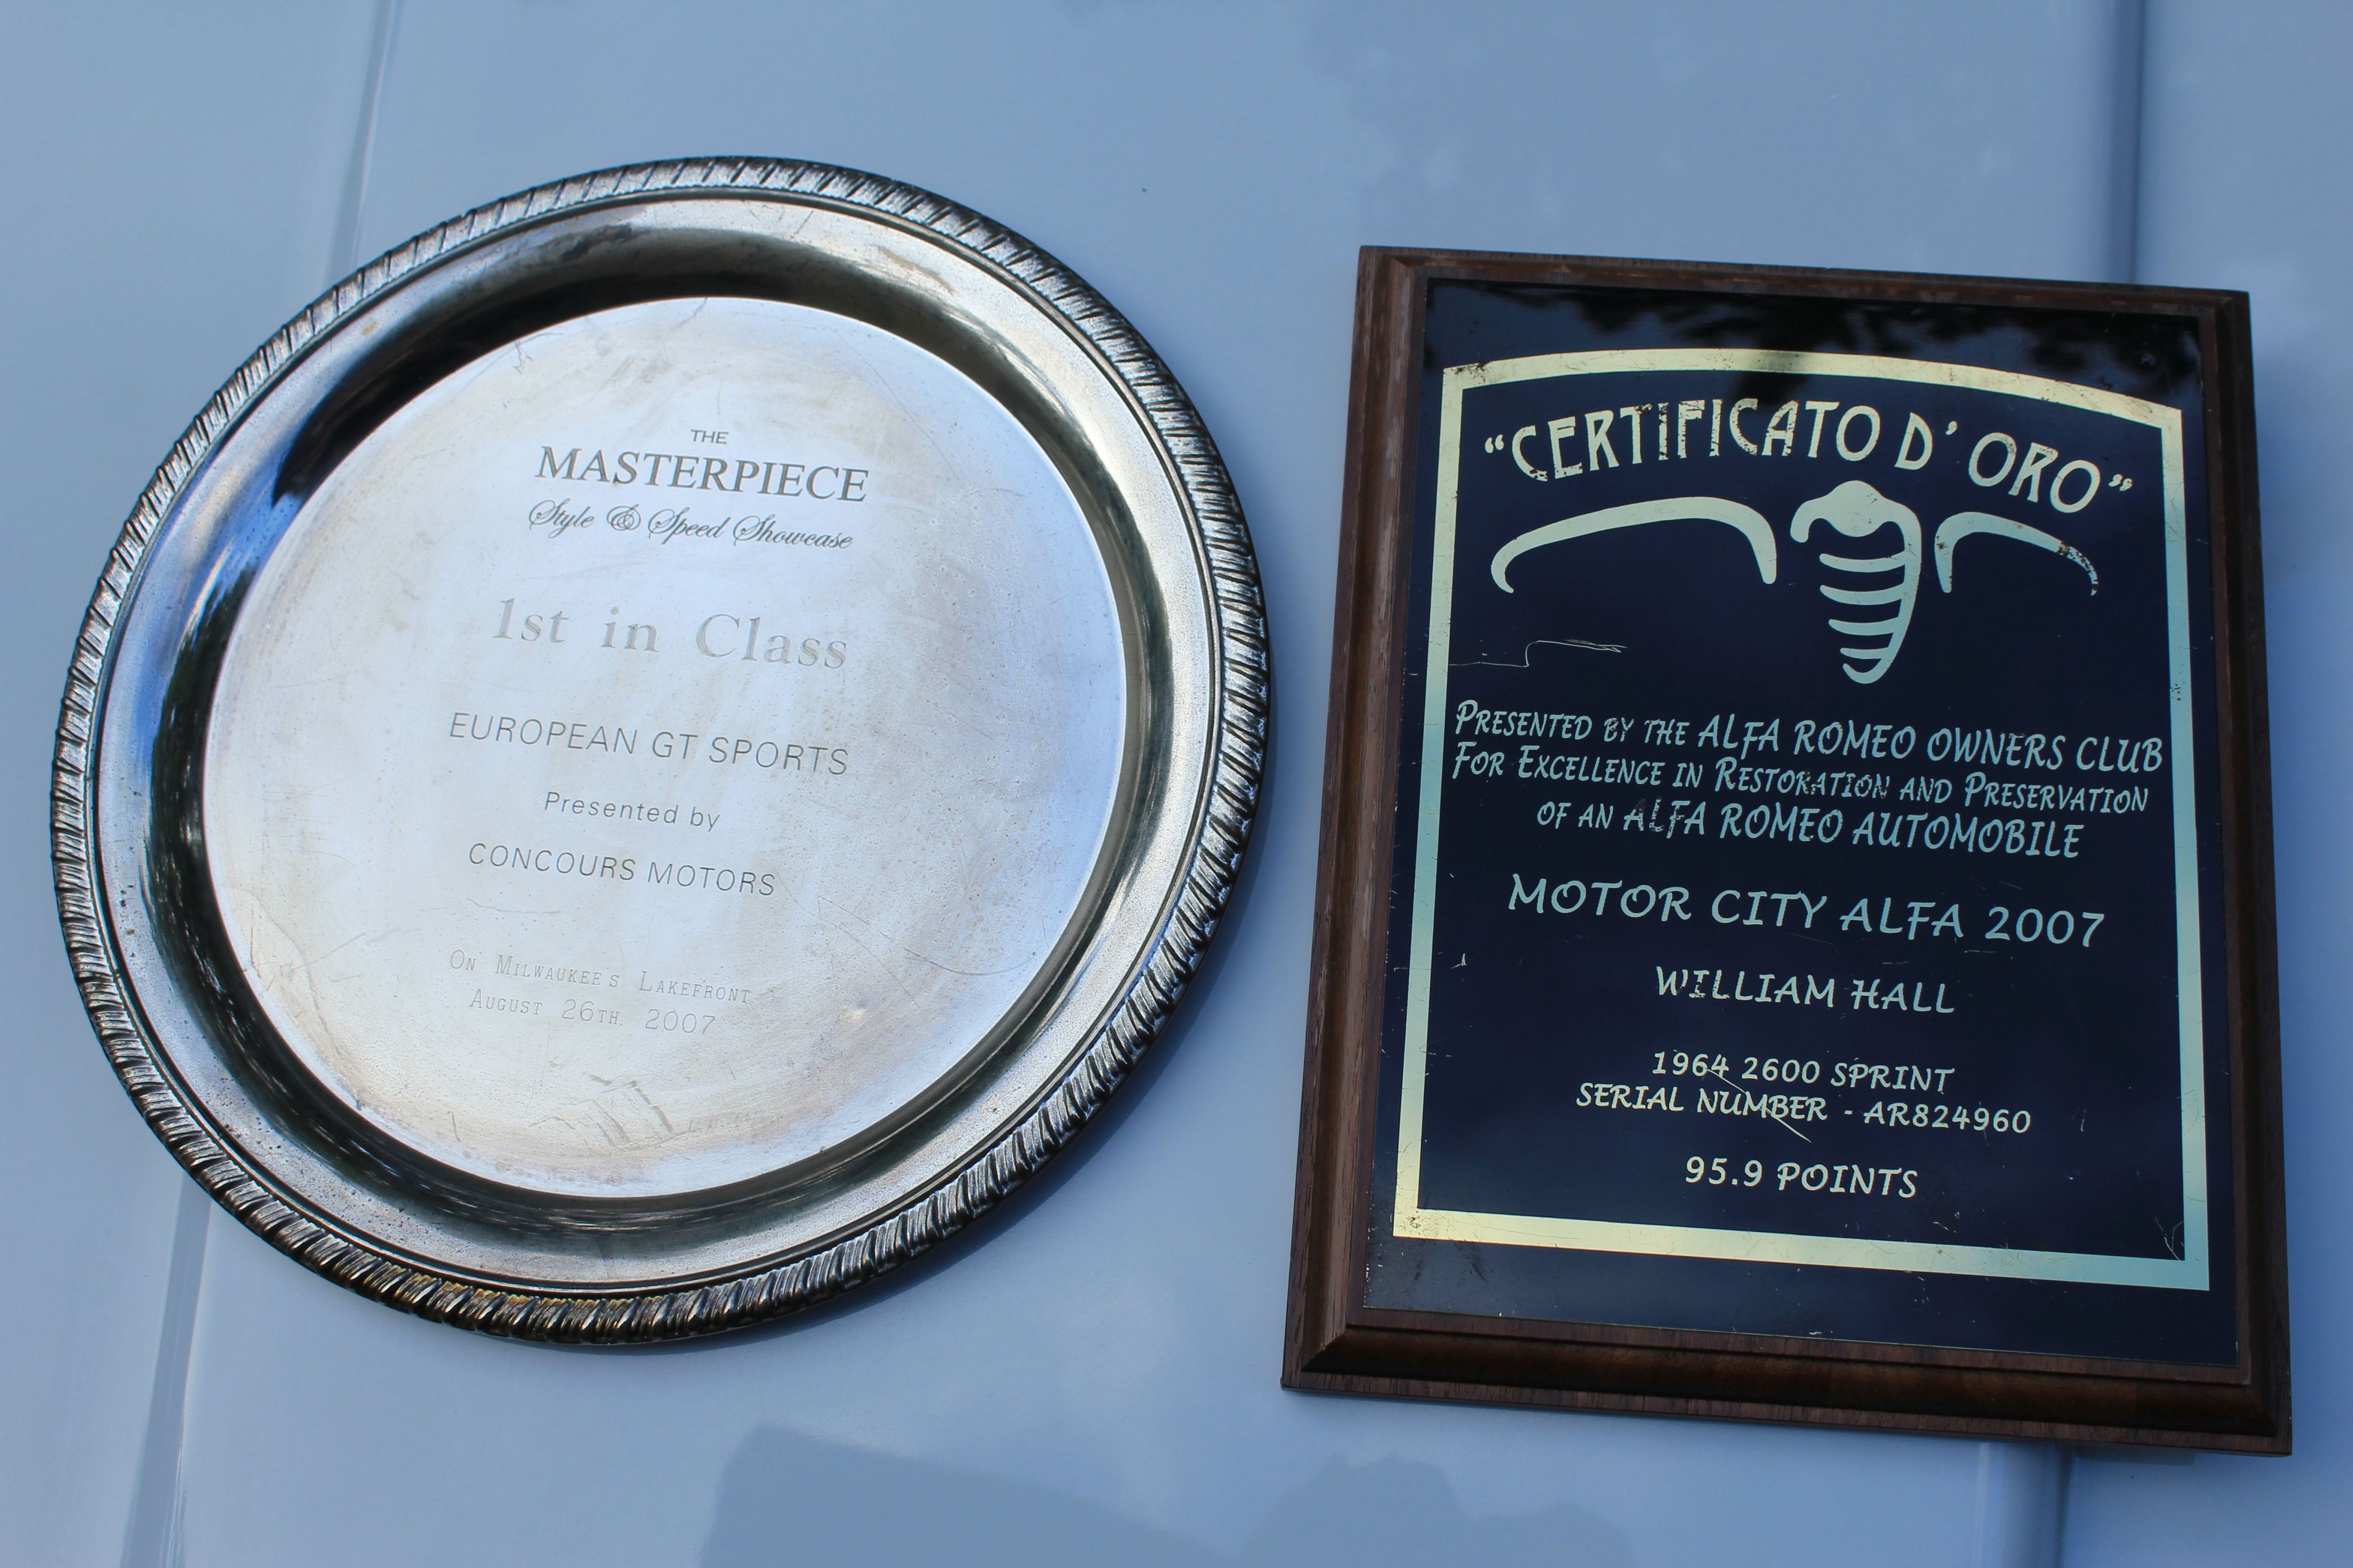 THE
MASTERPIECE
Style & Speed Showcase
1st in Class
EUROPEAN GT SPORTS
Presented by
CONCOURS MOTORS
On Milwaukee's Lakefront
August 26th, 2007
"CERTIFICATO D' ORO"
PRESENTED BY THE ALFA ROMEO OWNERS CLUB
FOR EXCELLENCE IN RESTORATION AND PRESERVATION
OF AN ALFA ROMEO AUTOMOBILE
MOTOR CITY ALFA 2007
WILLIAM HALL
1964 2600 SPRINT
SERIAL NUMBER - AR824960
95.9 POINTS